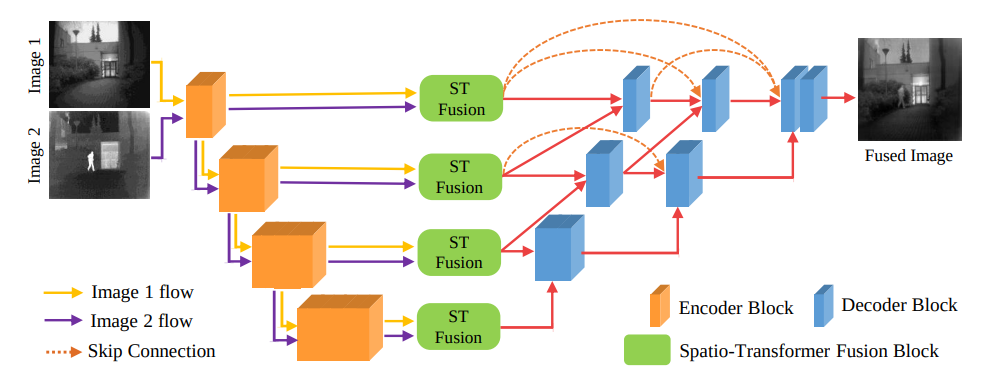 Image 1
Image 2
ST
Fusion
ST
Fusion
ST
Fusion
ST
Fusion
Fused Image
Image 1 flow
Image 2 flow
Skip Connection
Encoder Block
Decoder Block
Spatio-Transformer Fusion Block